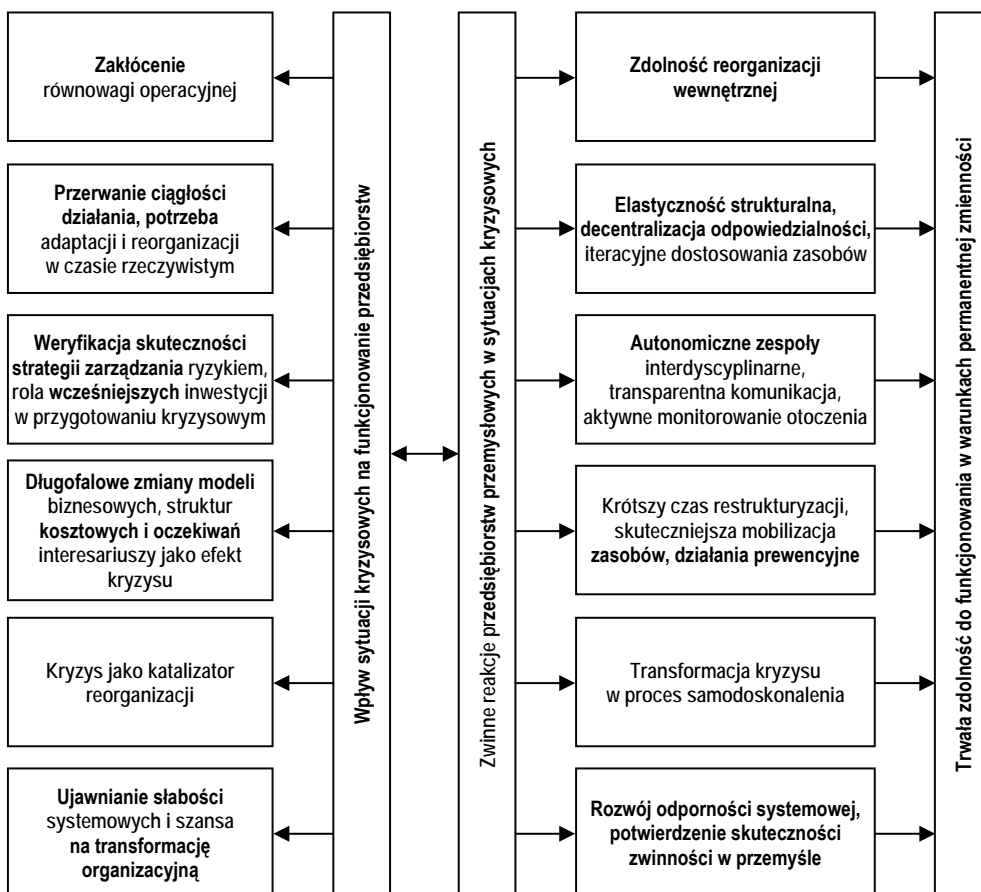 Zakłócenie
równowagi operacyjnej
Przerwanie ciągłości
działania, potrzeba
adaptacji i reorganizacji
w czasie rzeczywistym
Weryfikacja skuteczności
strategii zarządzania ryzykiem,
rola wcześniejszych inwestycji
w przygotowaniu kryzysowym
Długofalowe zmiany modeli
biznesowych, struktur
kosztowych i oczekiwań
interesariuszy jako efekt
kryzysu
Kryzys jako katalizator
reorganizacji
Ujawnianie słabości
systemowych i szansa
na transformację
organizacyjną
Wpływ sytuacji kryzysowych na funkcjonowanie przedsiębiorstw
Zwinne reakcje przedsiębiorstw przemysłowych w sytuacjach kryzysowych
Zdolność reorganizacji
wewnętrznej
Elastyczność strukturalna,
decentralizacja odpowiedzialności,
iteracyjne dostosowania zasobów
Autonomiczne zespoły
interdyscyplinarne,
transparentna komunikacja,
aktywne monitorowanie otoczenia
Krótszy czas restrukturyzacji,
skuteczniejsza mobilizacja
zasobów, działania prewencyjne
Transformacja kryzysu
w proces samodoskonalenia
Rozwój odporności systemowej,
potwierdzenie skuteczności
zwinności w przemyśle
Trwała zdolność do funkcjonowania w warunkach permanentnej zmienności